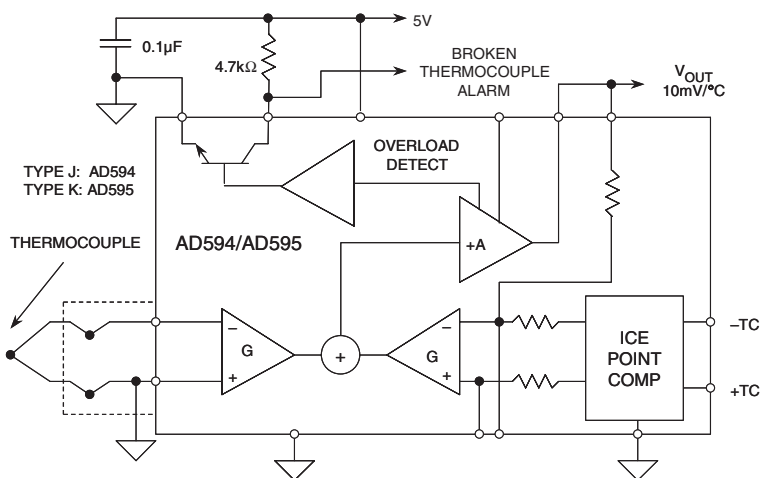 5V
0.1µF
4.7kΩ
BROKEN
THERMOCOUPLE
ALARM
VOUT
10mV/°C
OVERLOAD
DETECT
TYPE J: AD594
TYPE K: AD595
THERMOCOUPLE
AD594/AD595
+A
–
G
+
+
–
G
+
ICE
POINT
COMP
–TC
+TC